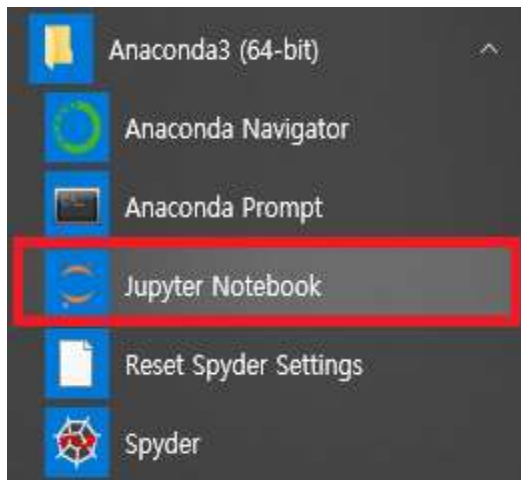 Anaconda3 (64-bit)
Anaconda Navigator
Anaconda Prompt
Jupyter Notebook
Reset Spyder Settings
Spyder